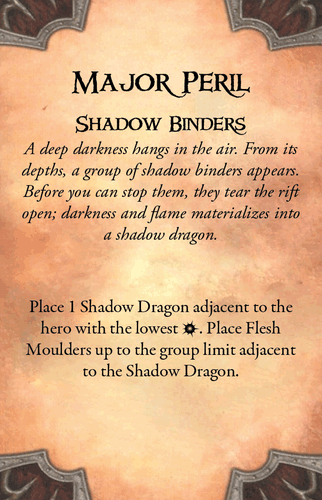 Major Peril
Shadow Binders
A deep darkness hangs in the air. From its
depths, a group of shadow binders appears.
Before you can stop them, they tear the rift
open; darkness and flame materializes into
a shadow dragon.
Place 1 Shadow Dragon adjacent to the
hero with the lowest . Place Flesh
Moulders up to the group limit adjacent
to the Shadow Dragon.